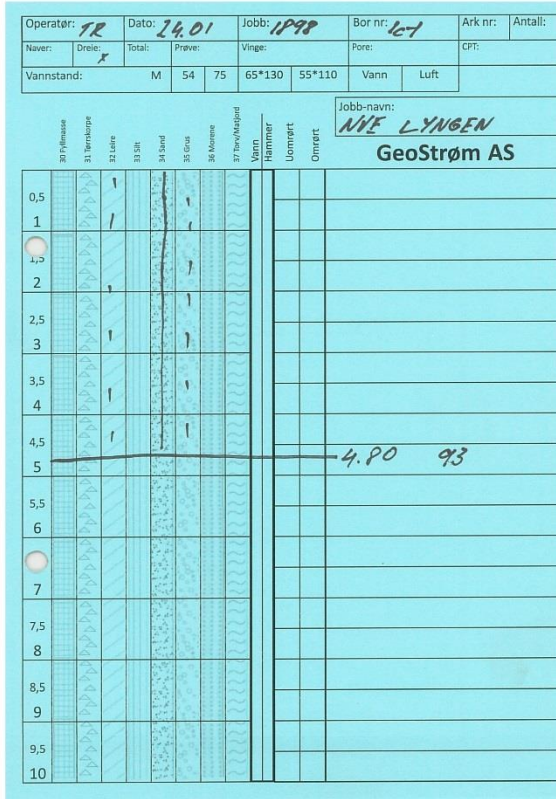 Operatør: TR Dato: 24.01 Jobb: 1898 Bor nr: Ark nr: Antall:
Naver: Dreie: x Total: Prøve: Vinge: Pore: CPT:
Vannstand: M 54 75 65*130 55*110 Vann Luft
Jobb-navn:
NVE LYNGEN
GeoStrøm AS
30 Fyllmasse
31 Tørrskorpe
32 Leire
33 Silt
34 Sand
35 Grus
36 Morene
37 Torv/Matjord
Vann
Hammer
Uomrørt
Omrørt
0,5
1
1,5
2
2,5
3
3,5
4
4,5
4.80 93
5
5,5
6
7
7,5
8
8,5
9
9,5
10